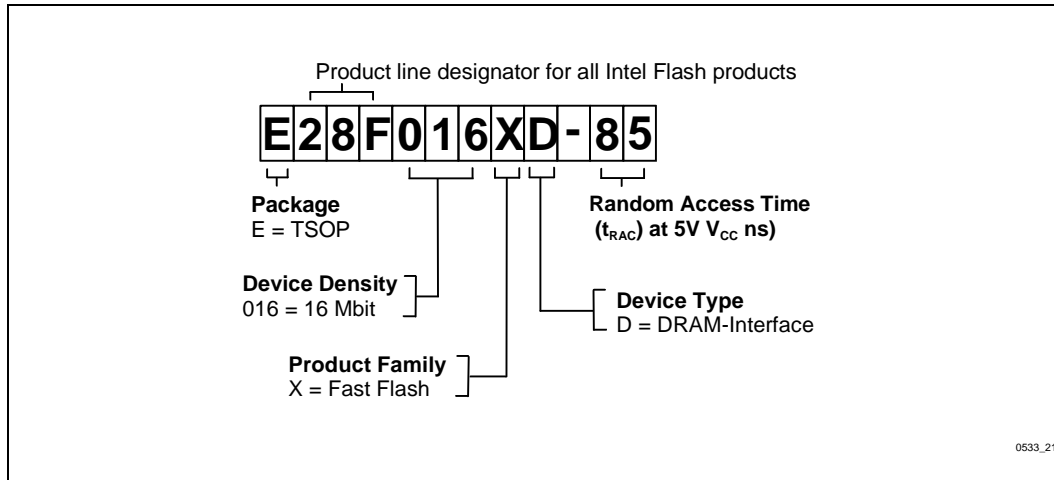 Product line designator for all Intel Flash products
E28F016XD-85
Package
E = TSOP
Random Access Time
(tRAC) at 5V VCC ns)
Device Density
016 = 16 Mbit
Device Type
D = DRAM-Interface
Product Family
X = Fast Flash
0533_21